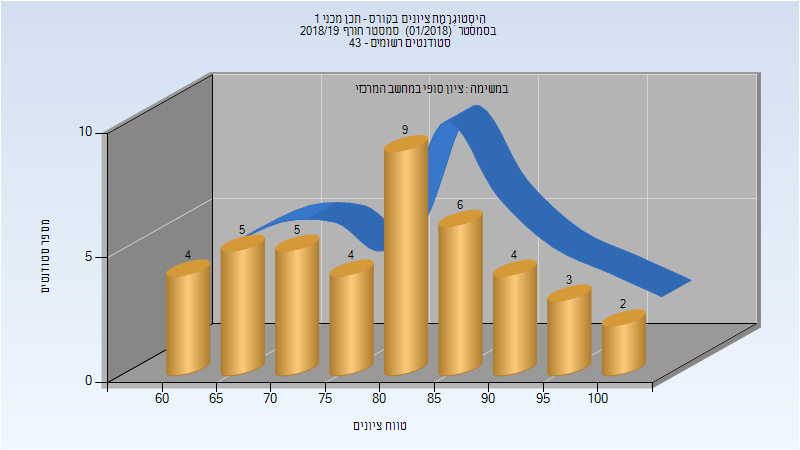 היסטוגרמת ציונים בקורס - תכן מכני 1
בסמסטר (01/2018) סמסטר חורף 2018/19
סטודנטים רשומים - 43
במשימה : ציון סופי במחשב המרכזי
מספר סטודנטים
10
5
0
4
5
5
4
9
6
4
3
2
60 65 70 75 80 85 90 95 100
טווח ציונים